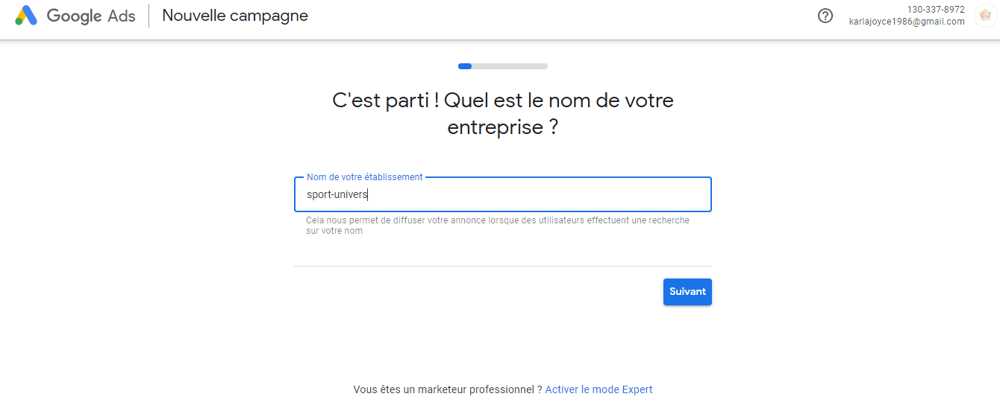 Google Ads Nouvelle campagne
130-337-8972
karlajoyce1986@gmail.com
C'est parti ! Quel est le nom de votre
entreprise ?
Nom de votre établissement
sport-univers
Cela nous permet de diffuser votre annonce lorsque des utilisateurs effectuent une recherche
sur votre nom
Suivant
Vous êtes un marketeur professionnel ? Activer le mode Expert